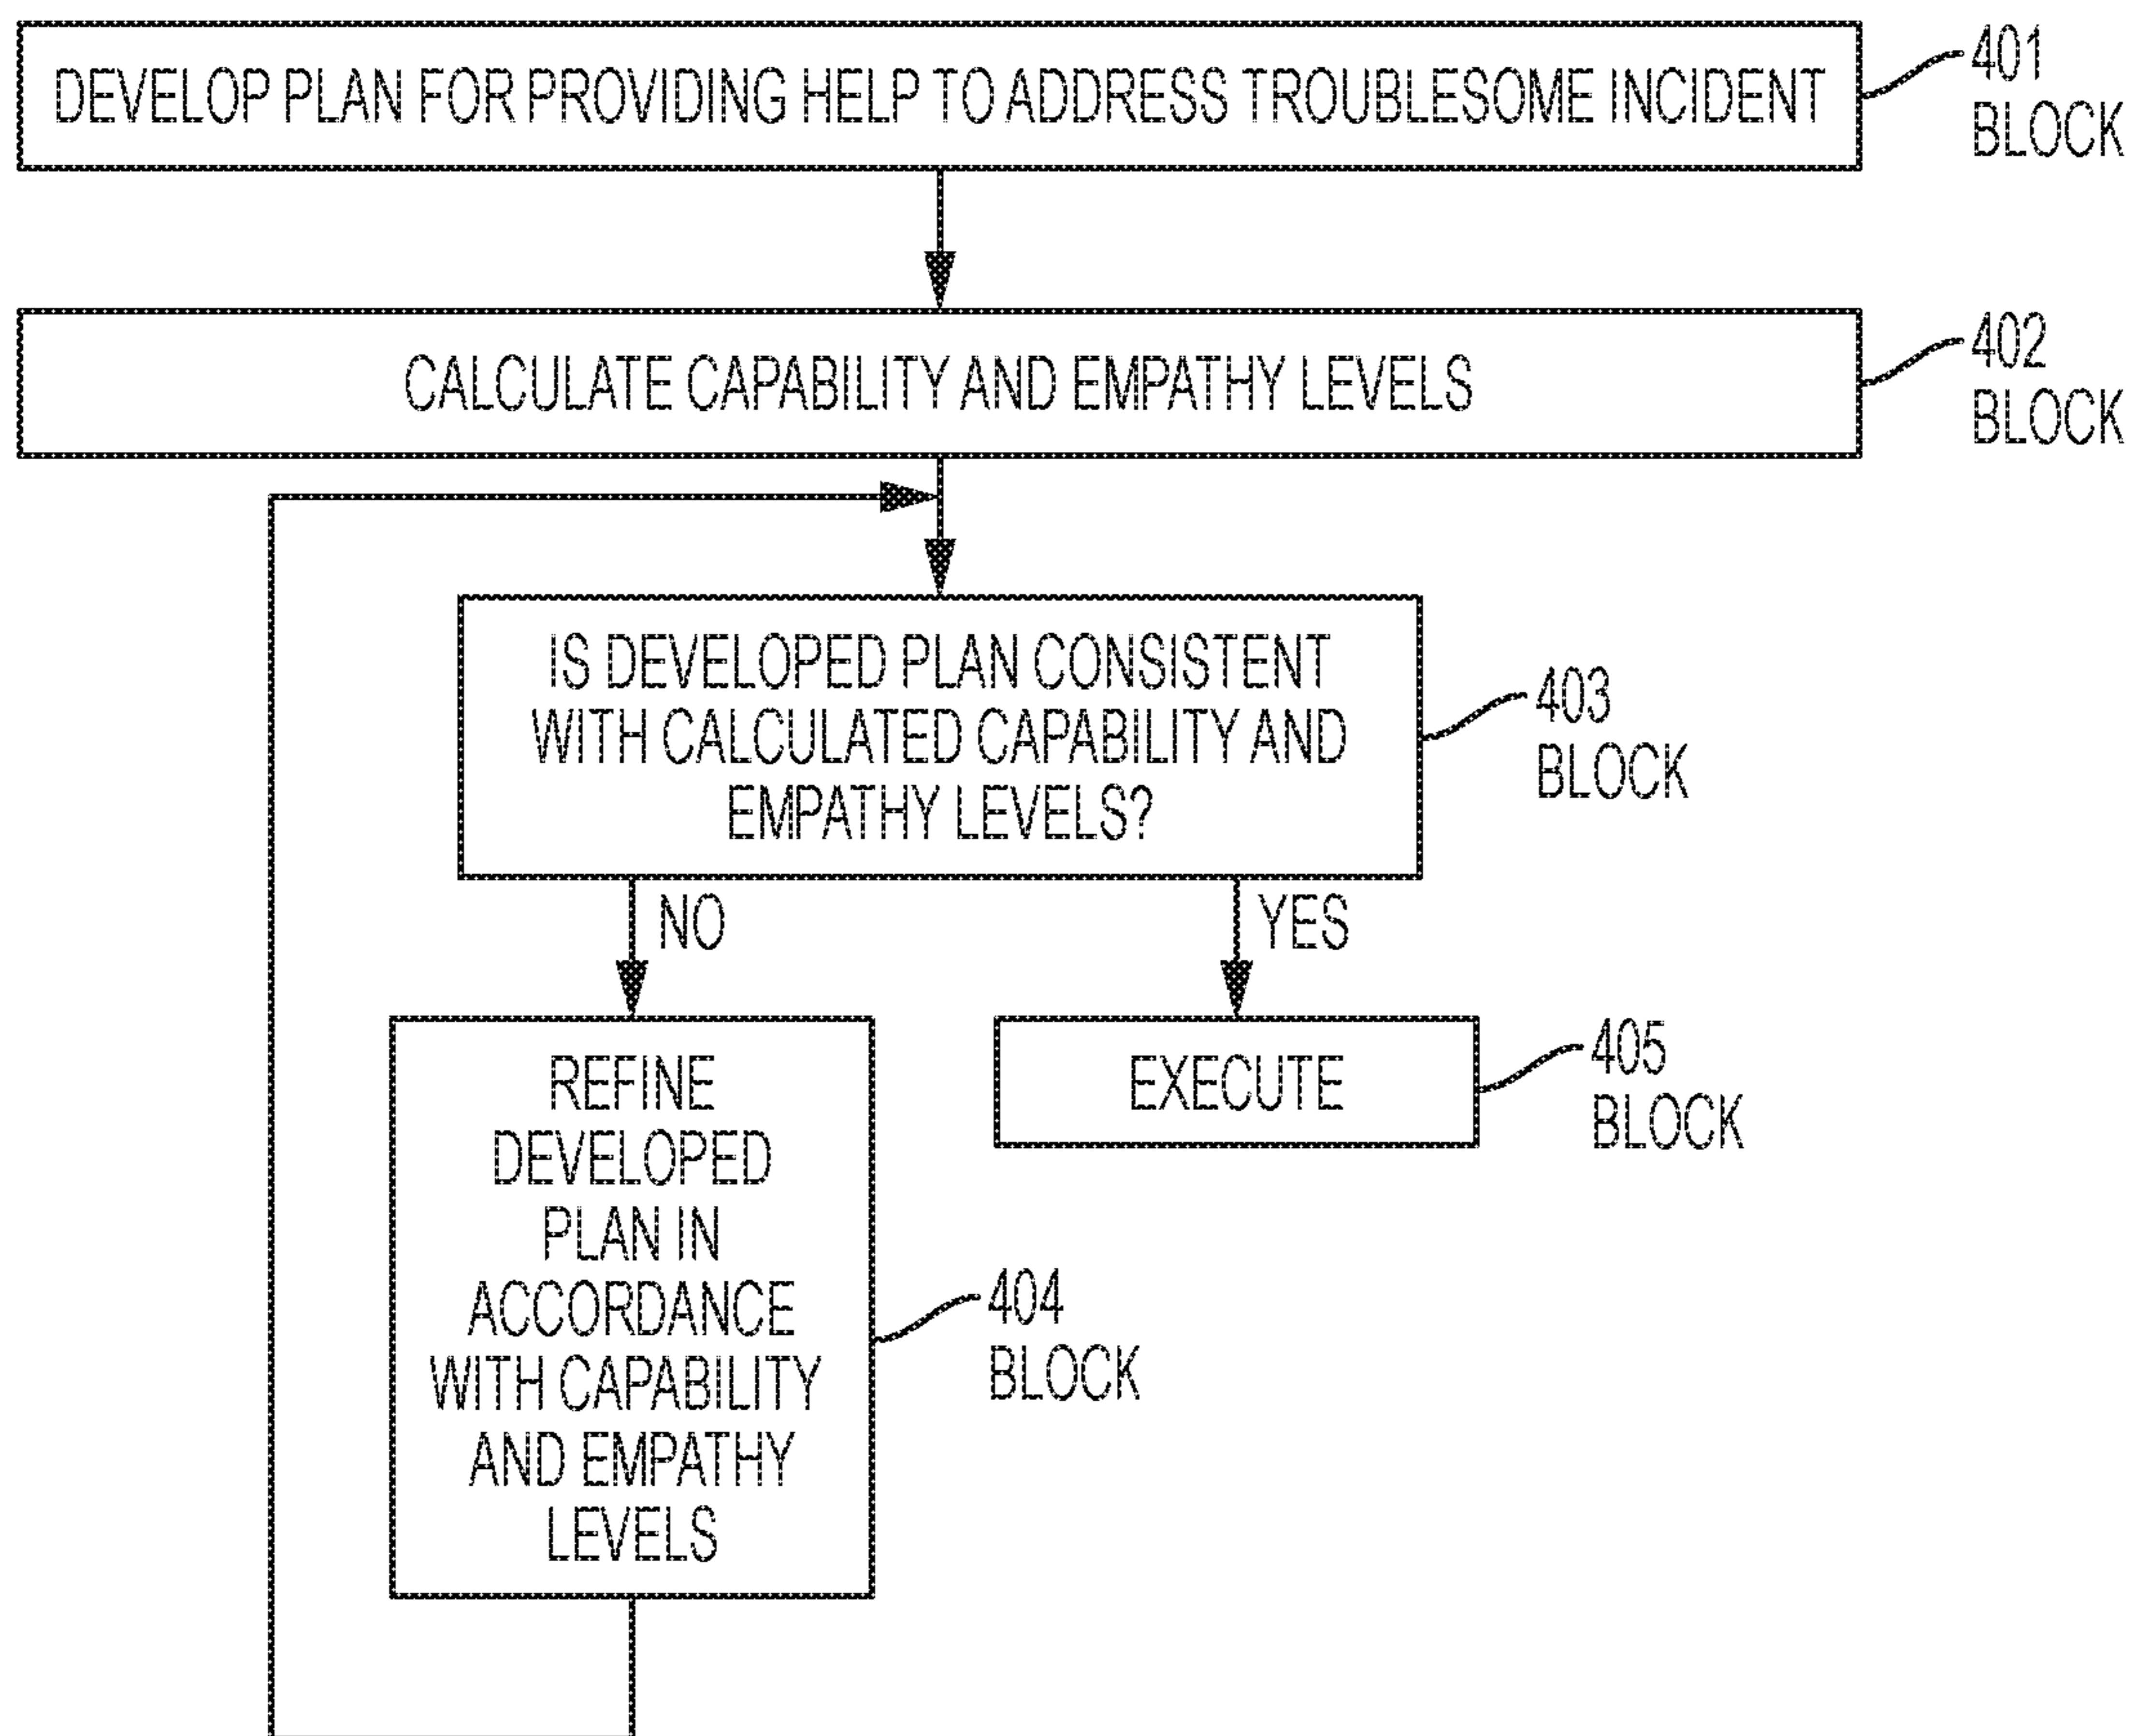 DEVELOP PLAN FOR PROVIDING HELP TO ADDRESS TROUBLESOME INCIDENT
401
BLOCK
CALCULATE CAPABILITY AND EMPATHY LEVELS
402
BLOCK
IS DEVELOPED PLAN CONSISTENT
WITH CALCULATED CAPABILITY AND
EMPATHY LEVELS?
403
BLOCK
NO
YES
REFINE
DEVELOPED
PLAN IN
ACCORDANCE
WITH CAPABILITY
AND EMPATHY
LEVELS
404
BLOCK
EXECUTE
405
BLOCK